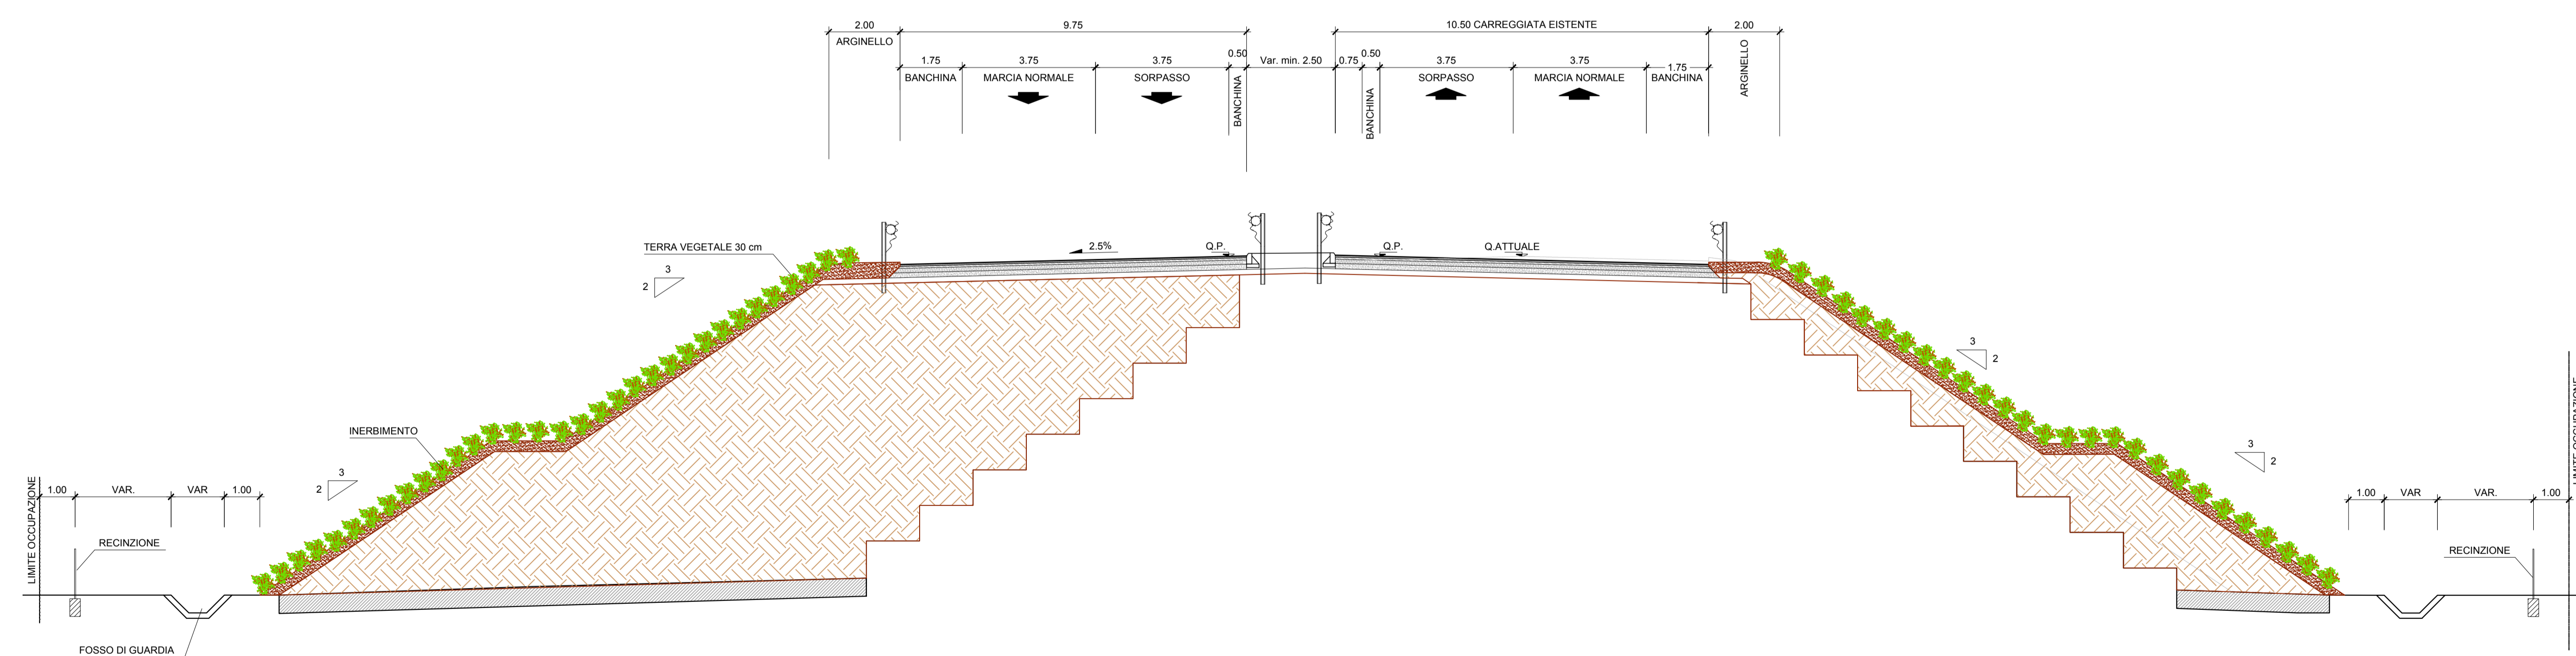 2.00
9.75
10.50 CARREGGIATA EISTENTE
2.00
ARGINELLO
ARGINELLO
1.75
3.75
3.75
0.50
Var. min. 2.50
0.75
0.50
3.75
3.75
1.75
BANCHINA
MARCIA NORMALE
SORPASSO
BANCHINA
BANCHINA
SORPASSO
MARCIA NORMALE
BANCHINA
TERRA VEGETALE 30 cm
2.5%
Q.P.
Q.P.
Q.ATTUALE
3
2
3
2
INERBIMENTO
3
2
3
2
LIMITE OCCUPAZIONE
1.00
VAR.
VAR
1.00
1.00
VAR
VAR.
1.00
LIMITE OCCUPAZIONE
RECINZIONE
RECINZIONE
FOSSO DI GUARDIA